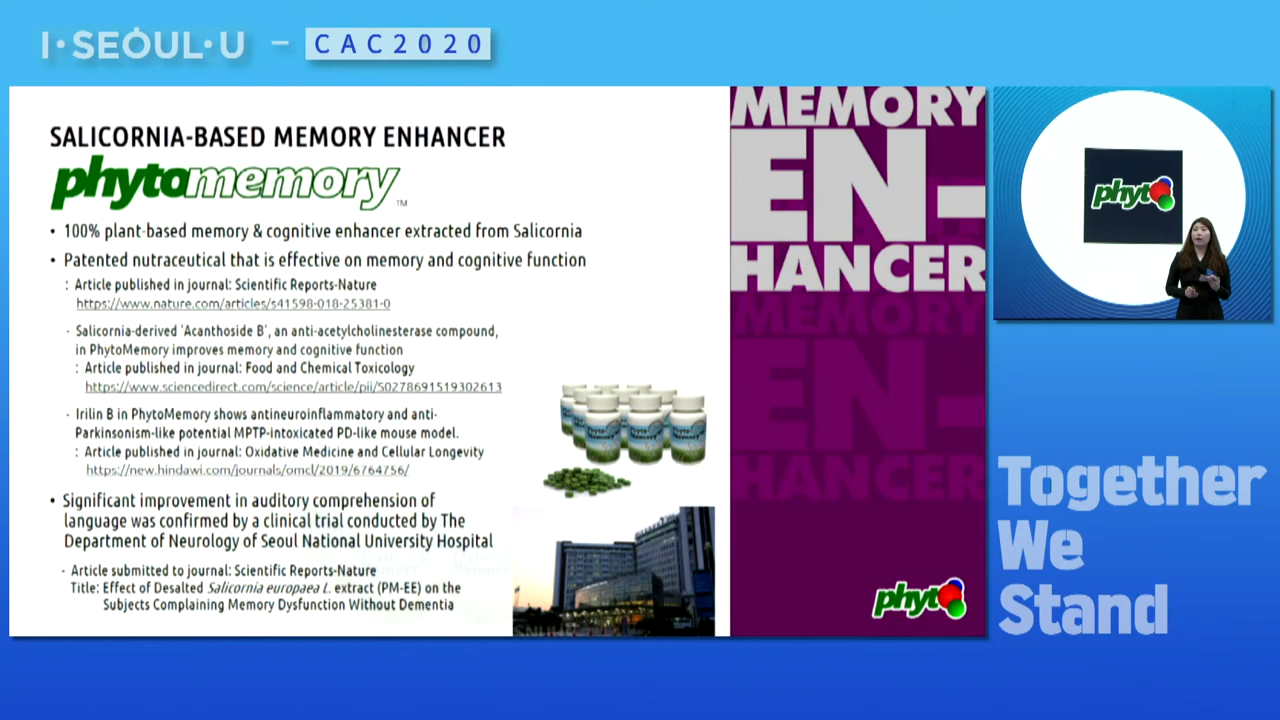 I·SEOUL·U – CAC2020
SALICORNIA-BASED MEMORY ENHANCER
phytomemory™
• 100% plant-based memory & cognitive enhancer extracted from Salicornia
• Patented nutraceutical that is effective on memory and cognitive function
: Article published in journal: Scientific Reports-Nature
https://www.nature.com/articles/s41598-018-25381-0
- Salicornia-derived 'Acanthoside B', an anti-acetylcholinesterase compound,
in PhytoMemory improves memory and cognitive function
: Article published in journal: Food and Chemical Toxicology
https://www.sciencedirect.com/science/article/pii/S0278691519302613
- Irilin B in PhytoMemory shows antineuroinflammatory and anti-
Parkinsonism-like potential MPTP-intoxicated PD-like mouse model.
: Article published in journal: Oxidative Medicine and Cellular Longevity
https://new.hindawi.com/journals/omcl/2019/6764756/
• Significant improvement in auditory comprehension of
language was confirmed by a clinical trial conducted by The
Department of Neurology of Seoul National University Hospital
- Article submitted to journal: Scientific Reports-Nature
Title: Effect of Desalted Salicornia europaea L. extract (PM-EE) on the
Subjects Complaining Memory Dysfunction Without Dementia
Phyto
Memory
Phyto
Memory
Phyto
Memory
MEMORY
EN-
HANCER
MEMORY
EN-
HANCER
phyto
phyto
Together
We
Stand